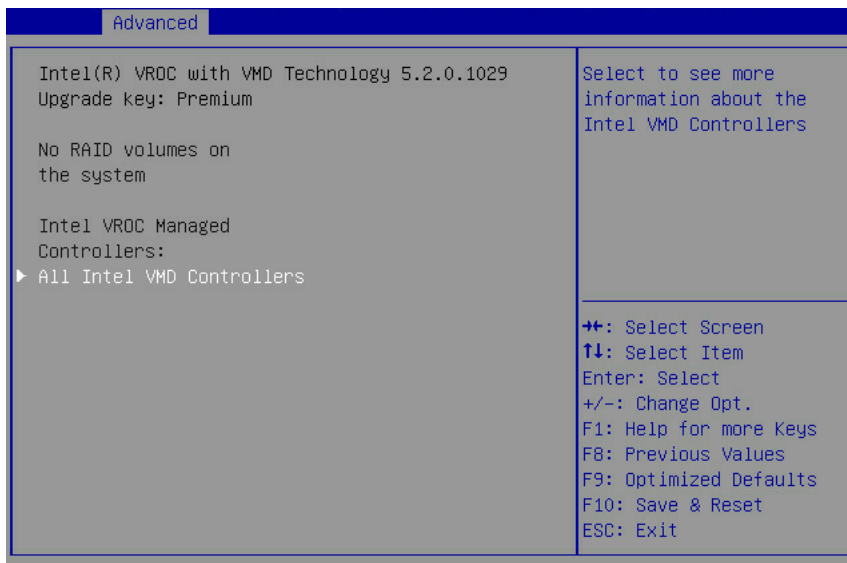 Advanced
Intel(R) VROC with VMD Technology 5.2.0.1029
Upgrade key: Premium
No RAID volumes on
the system
Intel VROC Managed
Controllers:
▶ All Intel VMD Controllers
Select to see more
information about the
Intel VMD Controllers
→←: Select Screen
↑↓: Select Item
Enter: Select
+/-: Change Opt.
F1: Help for more Keys
F8: Previous Values
F9: Optimized Defaults
F10: Save & Reset
ESC: Exit